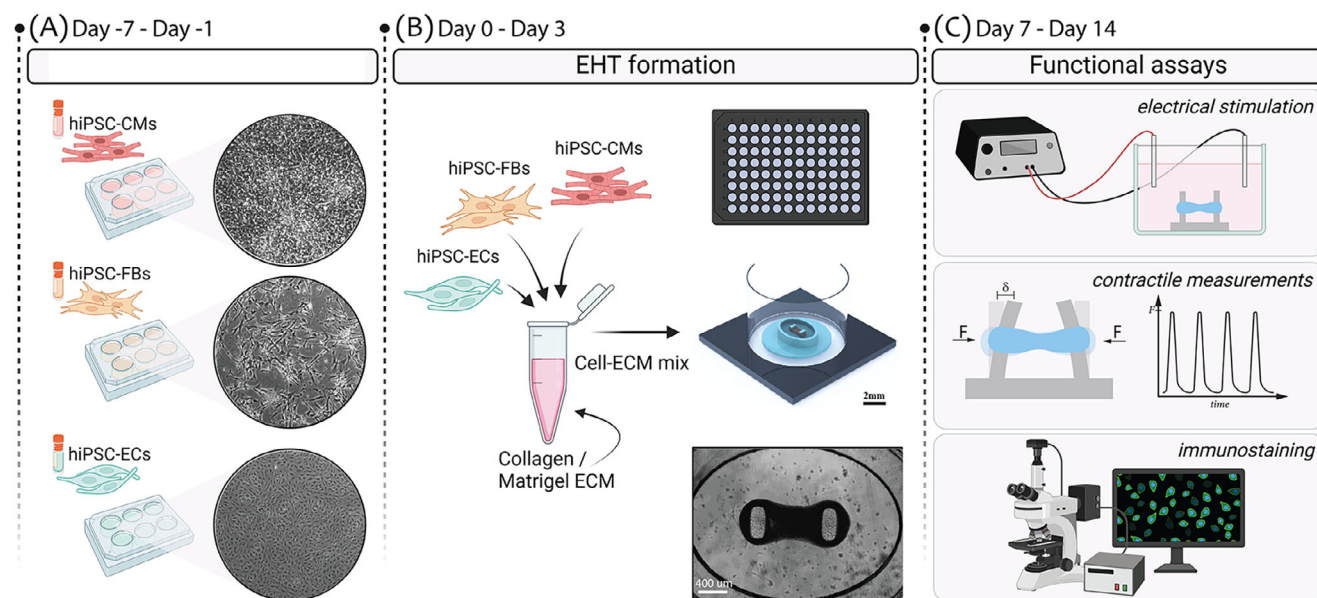 (A) Day -7 - Day -1
hiPSC-CMs
hiPSC-FBs
hiPSC-ECs
(B) Day 0 - Day 3
EHT formation
hiPSC-CMs
hiPSC-FBs
hiPSC-ECs
Cell-ECM mix
Collagen /
Matrigel ECM
2mm
400 um
(C) Day 7 - Day 14
Functional assays
electrical stimulation
contractile measurements
δ
F
F
F
time
immunostaining